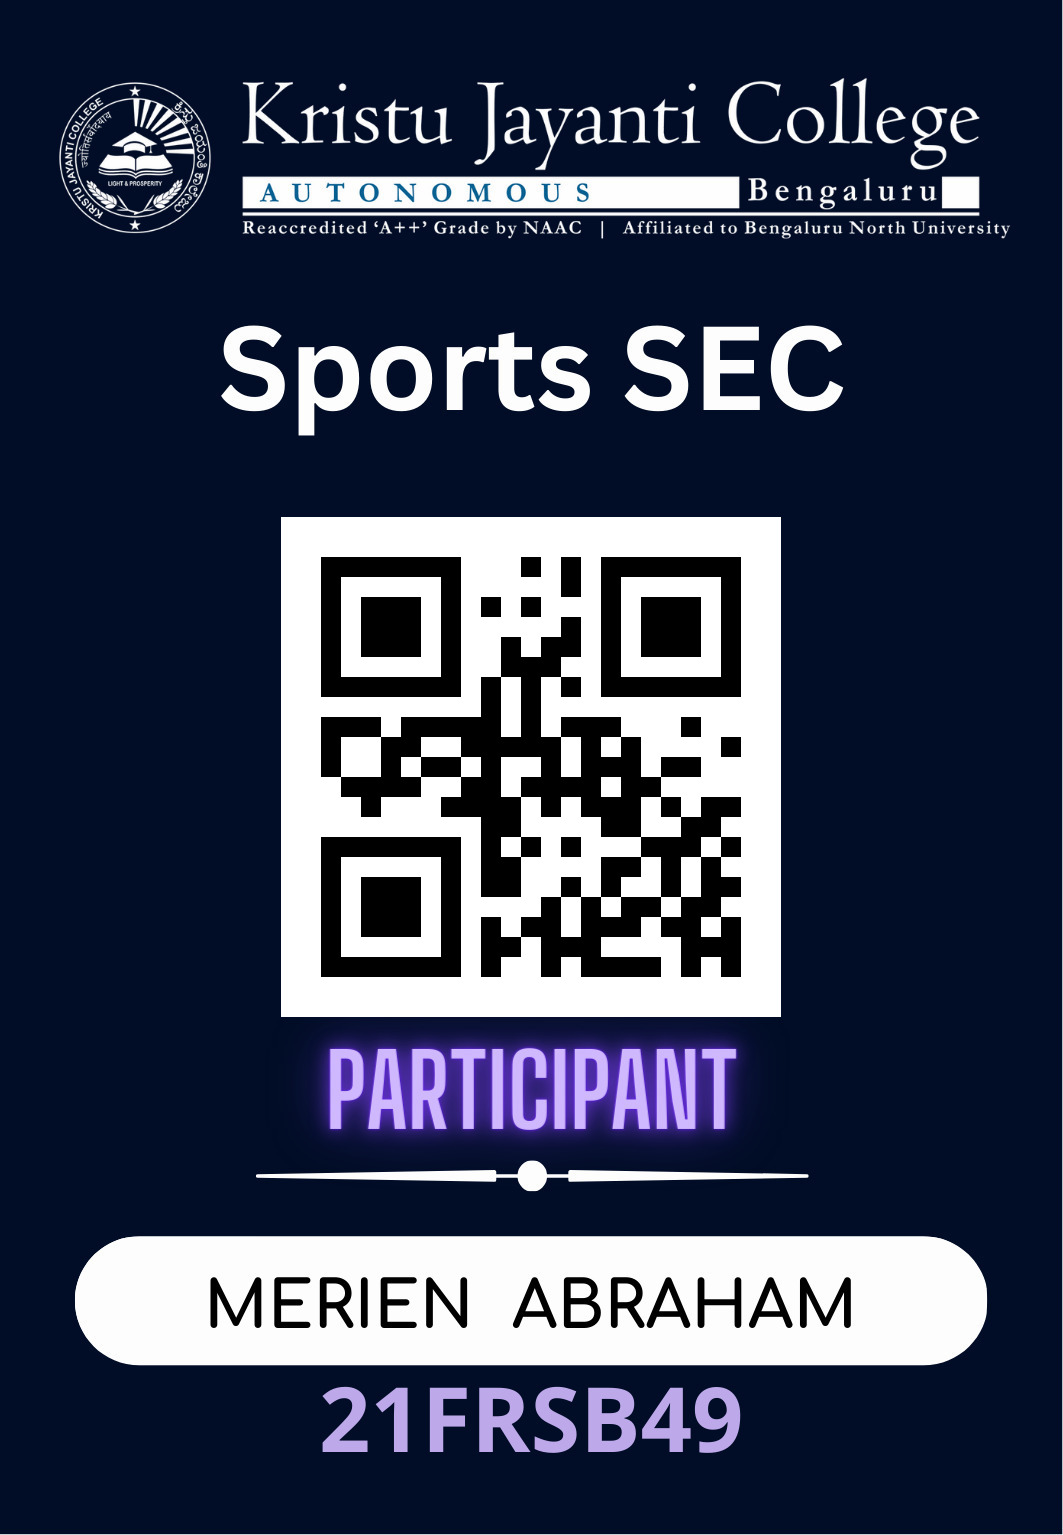 KRISTU JAYANTI COLLEGE
ಕ್ರಿಸ್ತು ಜಯಂತಿ ಕಾಲೇಜು
LIGHT & PROSPERITY
Kristu Jayanti College
AUTONOMOUS Bengaluru
Reaccredited ‘A++’ Grade by NAAC | Affiliated to Bengaluru North University
Sports SEC
PARTICIPANT
MERIEN ABRAHAM
21FRSB49